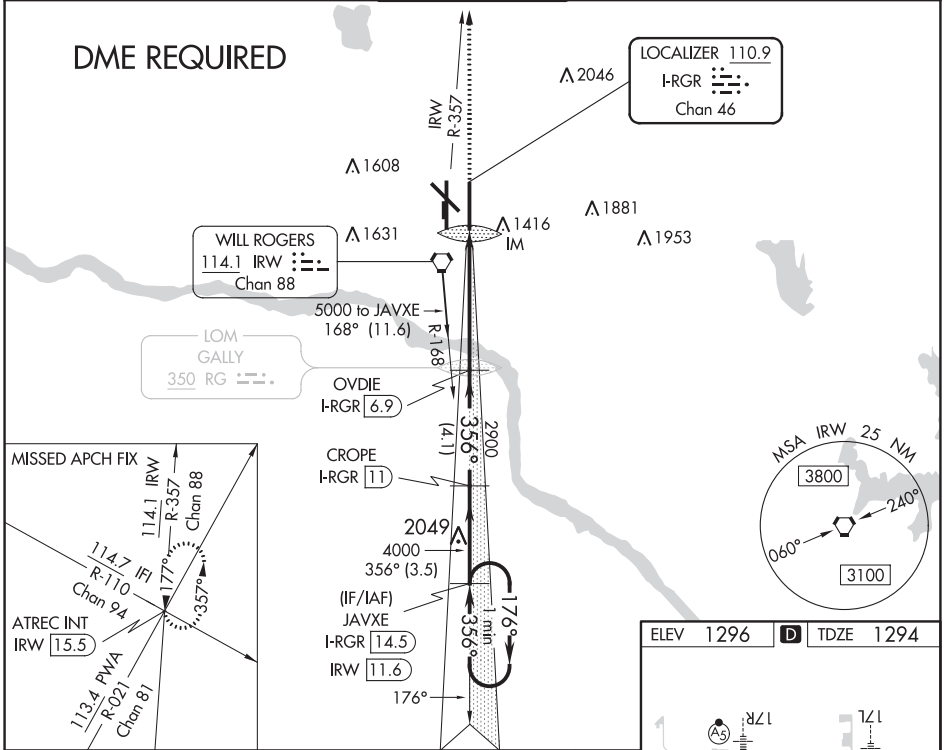 DME REQUIRED
IRW
R-357
2046
LOCALIZER 110.9
I-RGR
Chan 46
1608
1416
IM
1881
1631
1953
WILL ROGERS
114.1 IRW
Chan 88
5000 to JAVXE
168° (11.6)
R-168
LOM
GALLY
350 RG
OVDIE
I-RGR 6.9
2900
356°
(4.1)
CROPE
I-RGR 11
2049
4000
356° (3.5)
(IF/IAF)
JAVXE
I-RGR 14.5
IRW 11.6
176°
356°
1 min
176°
MSA IRW 25 NM
3800
240°
060°
3100
MISSED APCH FIX
114.1 IRW
R-357
Chan 88
177°
357°
114.7 IFI
R-110
Chan 94
ATREC INT
IRW 15.5
113.4 PWA
R-021
Chan 81
ELEV 1296 D TDZE 1294
A5
17R
17L